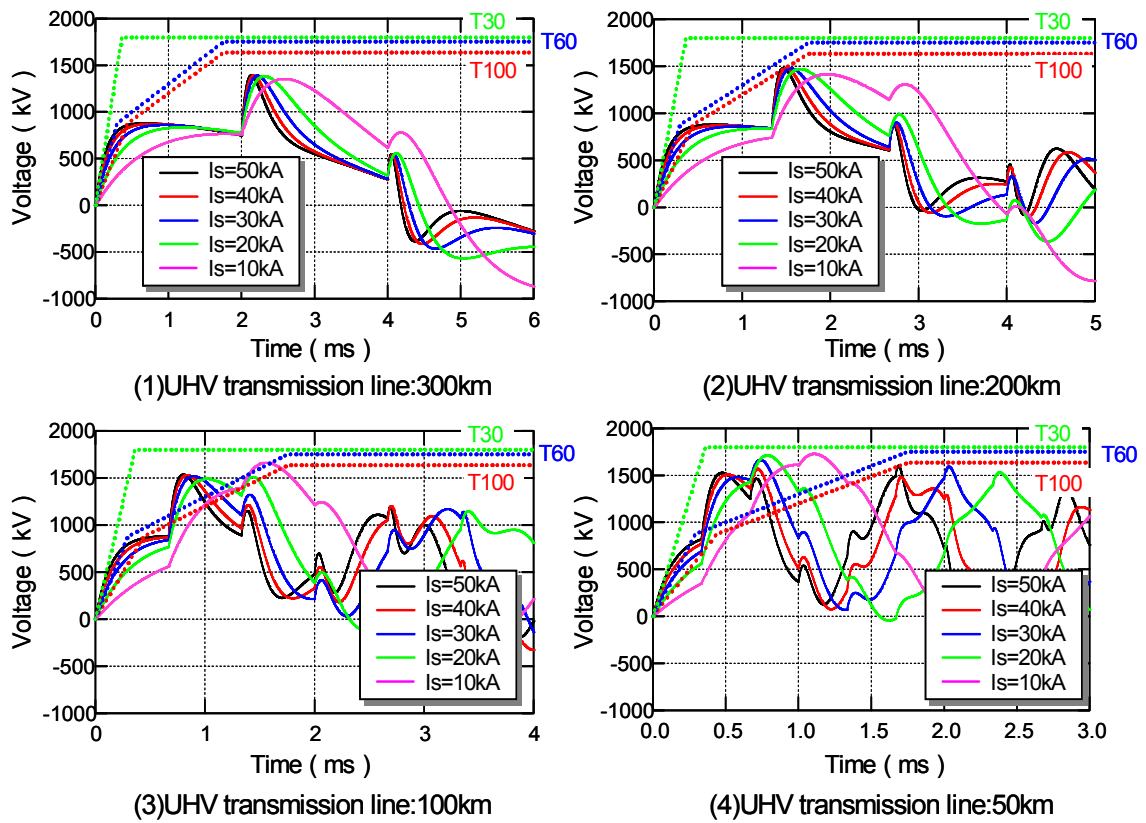 2000
1500
1000
500
0
-500
-1000
Voltage ( kV )
T30
T60
T100
Is=50kA
Is=40kA
Is=30kA
Is=20kA
Is=10kA
0 1 2 3 4 5 6
Time ( ms )
(1)UHV transmission line:300km
2000
1500
1000
500
0
-500
-1000
Voltage ( kV )
T30
T60
T100
Is=50kA
Is=40kA
Is=30kA
Is=20kA
Is=10kA
0 1 2 3 4 5
Time ( ms )
(2)UHV transmission line:200km
2000
1500
1000
500
0
-500
-1000
Voltage ( kV )
T30
T60
T100
Is=50kA
Is=40kA
Is=30kA
Is=20kA
Is=10kA
0 1 2 3 4
Time ( ms )
(3)UHV transmission line:100km
2000
1500
1000
500
0
-500
-1000
Voltage ( kV )
T30
T60
T100
Is=50kA
Is=40kA
Is=30kA
Is=20kA
Is=10kA
0.0 0.5 1.0 1.5 2.0 2.5 3.0
Time ( ms )
(4)UHV transmission line:50km